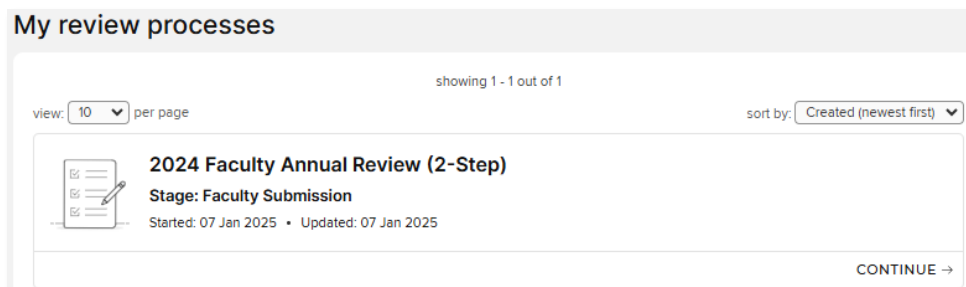 My review processes
showing 1 - 1 out of 1
view: 10 per page
sort by: Created (newest first)
2024 Faculty Annual Review (2-Step)
Stage: Faculty Submission
Started: 07 Jan 2025 • Updated: 07 Jan 2025
CONTINUE →